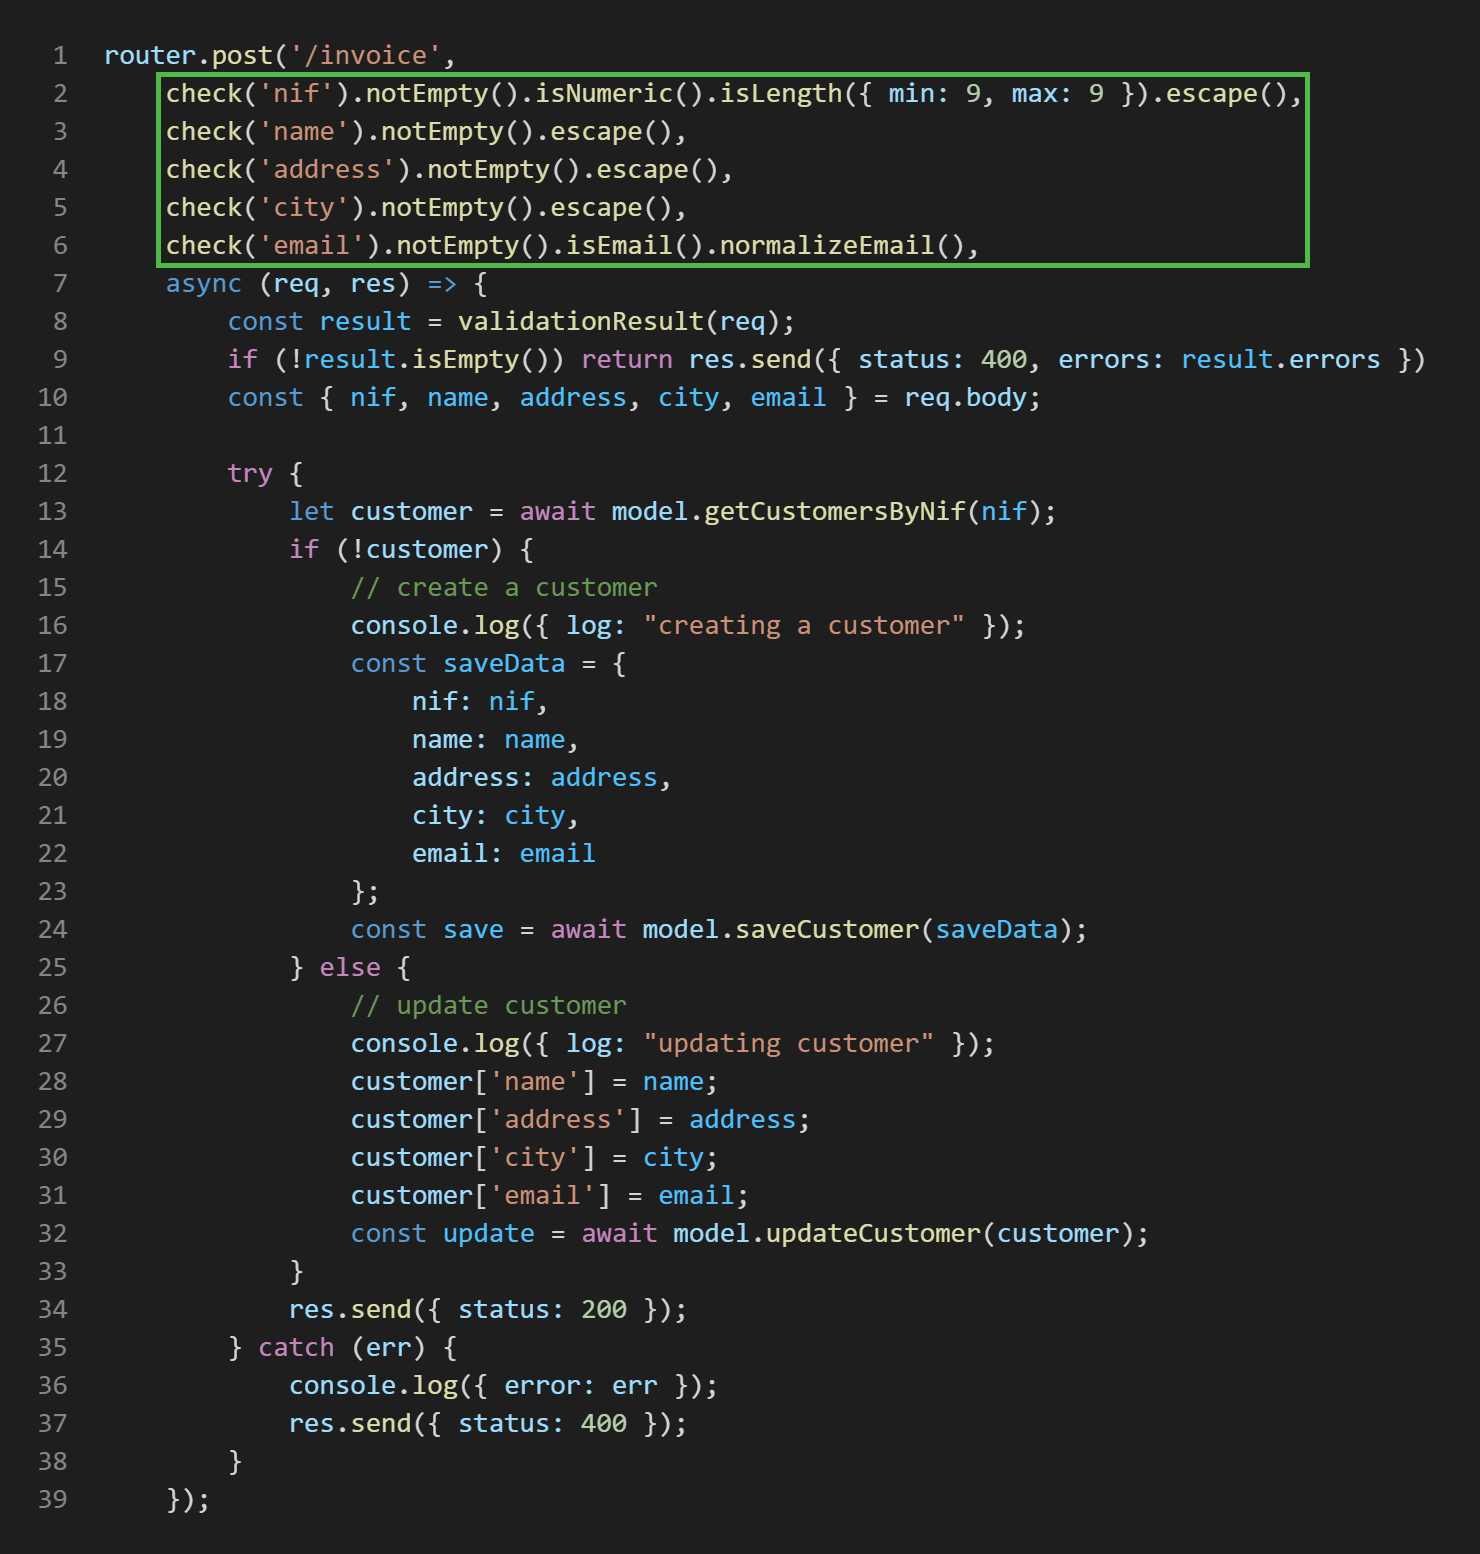 1 router.post('/invoice',
2 check('nif').notEmpty().isNumeric().isLength({ min: 9, max: 9 }).escape(),
3 check('name').notEmpty().escape(),
4 check('address').notEmpty().escape(),
5 check('city').notEmpty().escape(),
6 check('email').notEmpty().isEmail().normalizeEmail(),
7 async (req, res) => {
8 const result = validationResult(req);
9 if (!result.isEmpty()) return res.send({ status: 400, errors: result.errors })
10 const { nif, name, address, city, email } = req.body;
11
12 try {
13 let customer = await model.getCustomersByNif(nif);
14 if (!customer) {
15 // create a customer
16 console.log({ log: "creating a customer" });
17 const saveData = {
18 nif: nif,
19 name: name,
20 address: address,
21 city: city,
22 email: email
23 };
24 const save = await model.saveCustomer(saveData);
25 } else {
26 // update customer
27 console.log({ log: "updating customer" });
28 customer['name'] = name;
29 customer['address'] = address;
30 customer['city'] = city;
31 customer['email'] = email;
32 const update = await model.updateCustomer(customer);
33 }
34 res.send({ status: 200 });
35 } catch (err) {
36 console.log({ error: err });
37 res.send({ status: 400 });
38 }
39 });